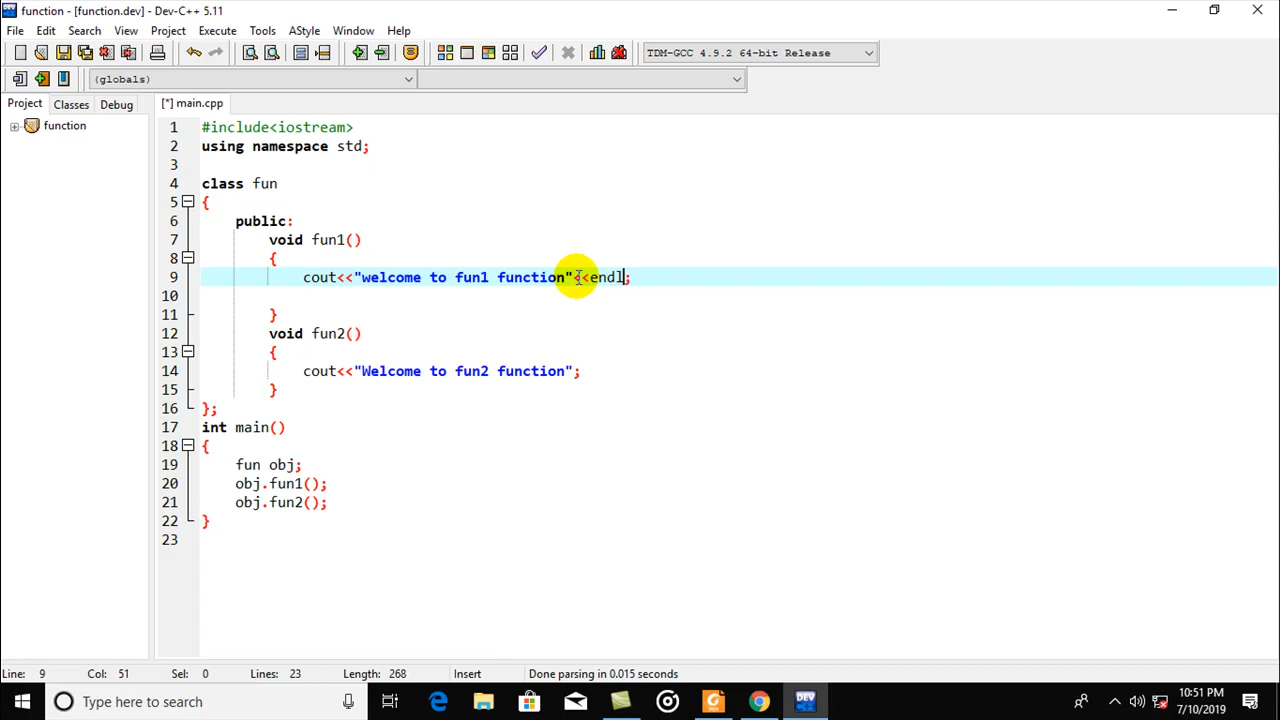 function - [function.dev] - Dev-C++ 5.11
File Edit Search View Project Execute Tools AStyle Window Help
TDM-GCC 4.9.2 64-bit Release
(globals)
Project Classes Debug [*] main.cpp
function
1 #include<iostream>
2 using namespace std;
3
4 class fun
5 {
6 public:
7 void fun1()
8 {
9 cout<<"welcome to fun1 function"<<endl;
10
11 }
12 void fun2()
13 {
14 cout<<"Welcome to fun2 function";
15 }
16 };
17 int main()
18 {
19 fun obj;
20 obj.fun1();
21 obj.fun2();
22 }
23
Line: 9 Col: 51 Sel: 0 Lines: 23 Length: 268 Insert Done parsing in 0.015 seconds
Type here to search
DEV
10:51 PM
7/10/2019